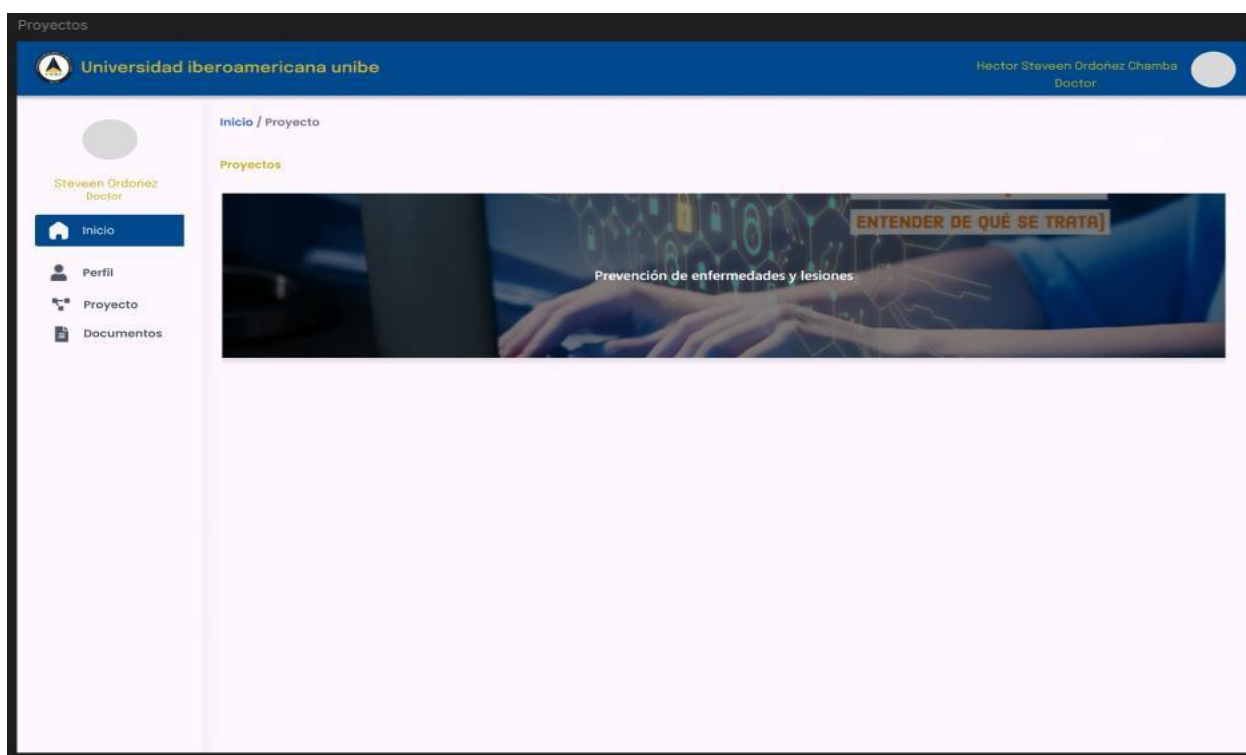 Proyectos
Universidad iberoamericana unibe
Hector Steveen Ordoñez Chamba
Doctor
Inicio / Proyecto
Proyectos
Steveen Ordonez
Doctor
Inicio
Perfil
Proyecto
Documentos
ENTENDER DE QUÉ SE TRATA]
Prevención de enfermedades y lesiones